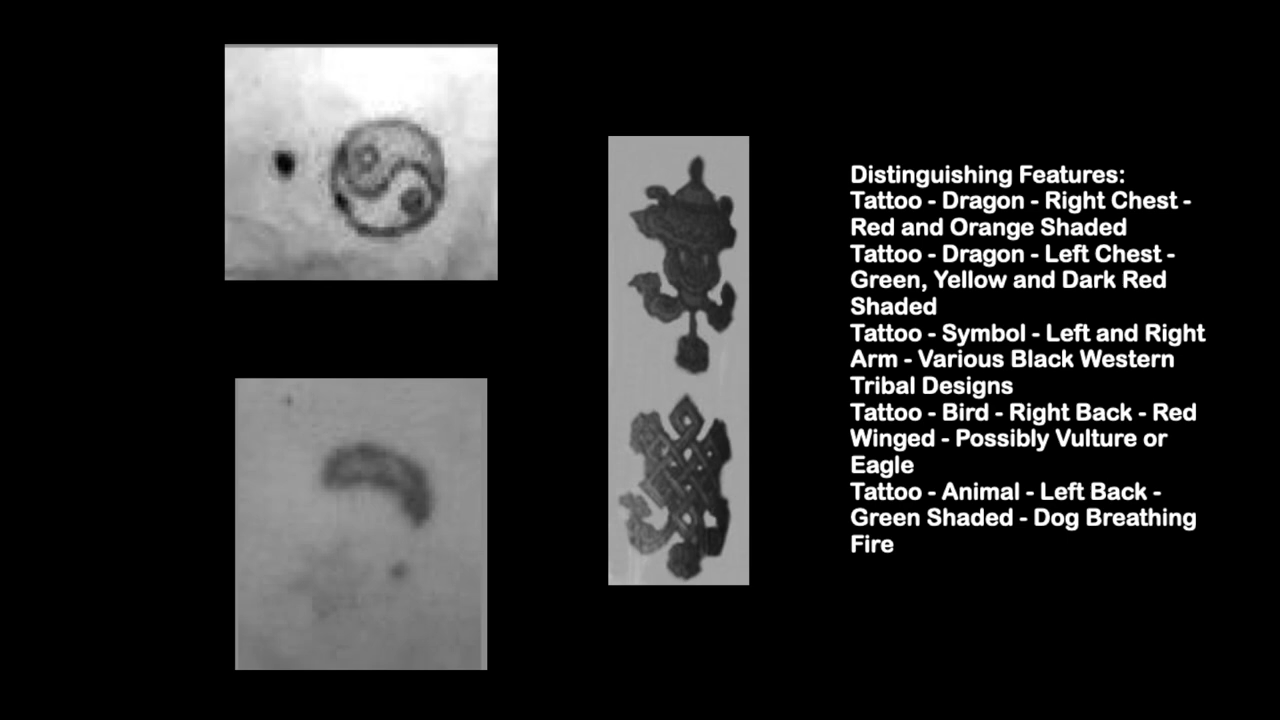 Distinguishing Features:
Tattoo - Dragon - Right Chest -
Red and Orange Shaded
Tattoo - Dragon - Left Chest -
Green, Yellow and Dark Red
Shaded
Tattoo - Symbol - Left and Right
Arm - Various Black Western
Tribal Designs
Tattoo - Bird - Right Back - Red
Winged - Possibly Vulture or
Eagle
Tattoo - Animal - Left Back -
Green Shaded - Dog Breathing
Fire